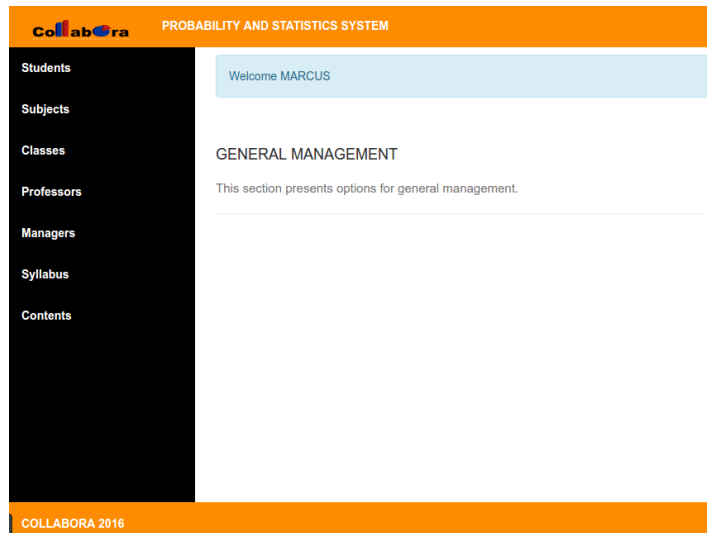 Collabora
PROBABILITY AND STATISTICS SYSTEM
Students
Subjects
Classes
Professors
Managers
Syllabus
Contents
Welcome MARCUS
GENERAL MANAGEMENT
This section presents options for general management.
COLLABORA 2016